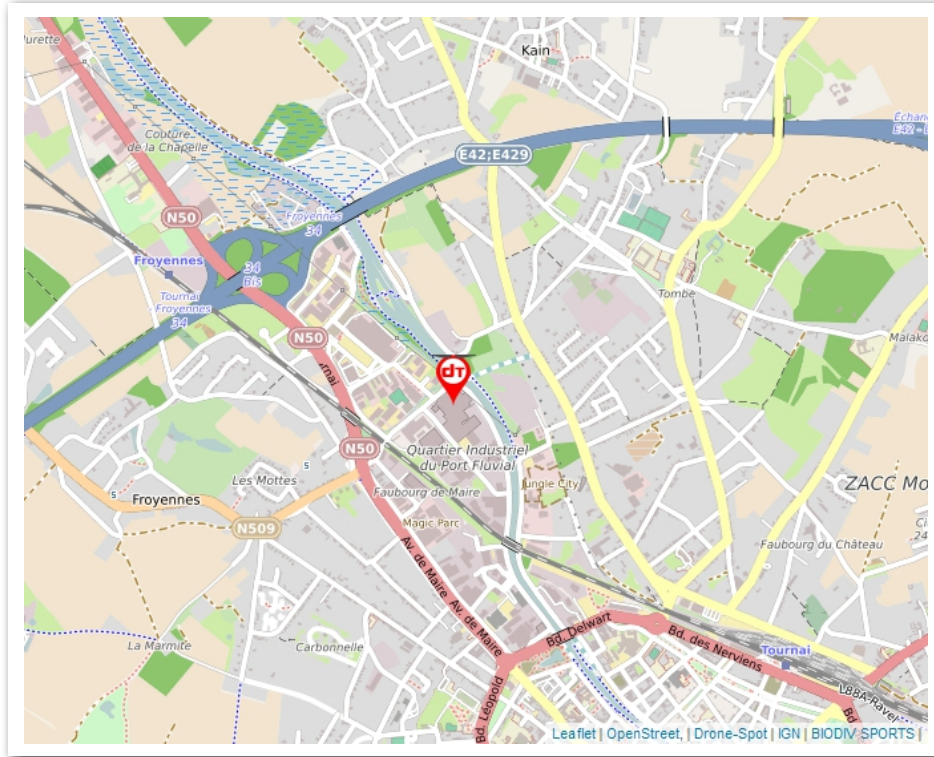 Kain
Couture
de la Chapelle
E42;E429
N50
Froyennes
34
Froyennes
34
Bis
Tournai
Froyennes
34
Tombe
N50
dT
N50
Quartier Industriel
du Port Fluvial
Les Mottes
Faubourg de Maire
Jungle City
ZACC Mo
Froyennes
N509
Magic Parc
Faubourg du Château
Av. de Maire
Av. de Maire
Bd. Delwart
Bd. des Nerviens
La Marmite
Carbonnelle
Tournai
Bd. Léopold
L88A-Ravel
Leaflet | OpenStreet, | Drone-Spot | IGN | BIODIV SPORTS |